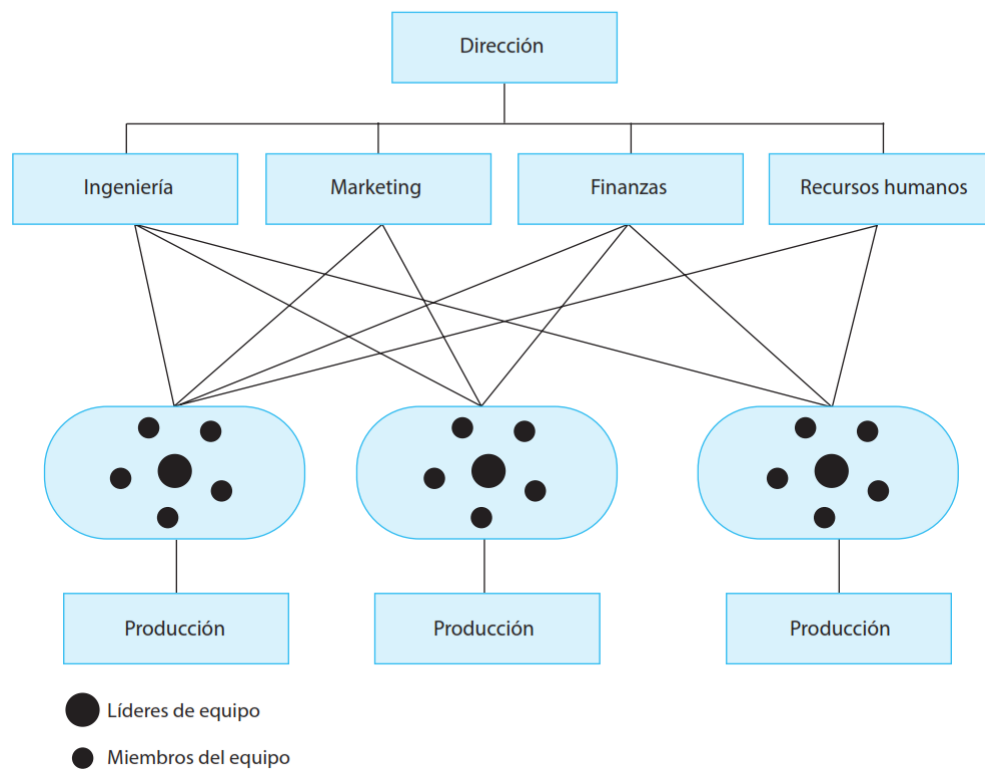 Dirección
Ingeniería
Marketing
Finanzas
Recursos humanos
Producción
Producción
Producción
Líderes de equipo
Miembros del equipo